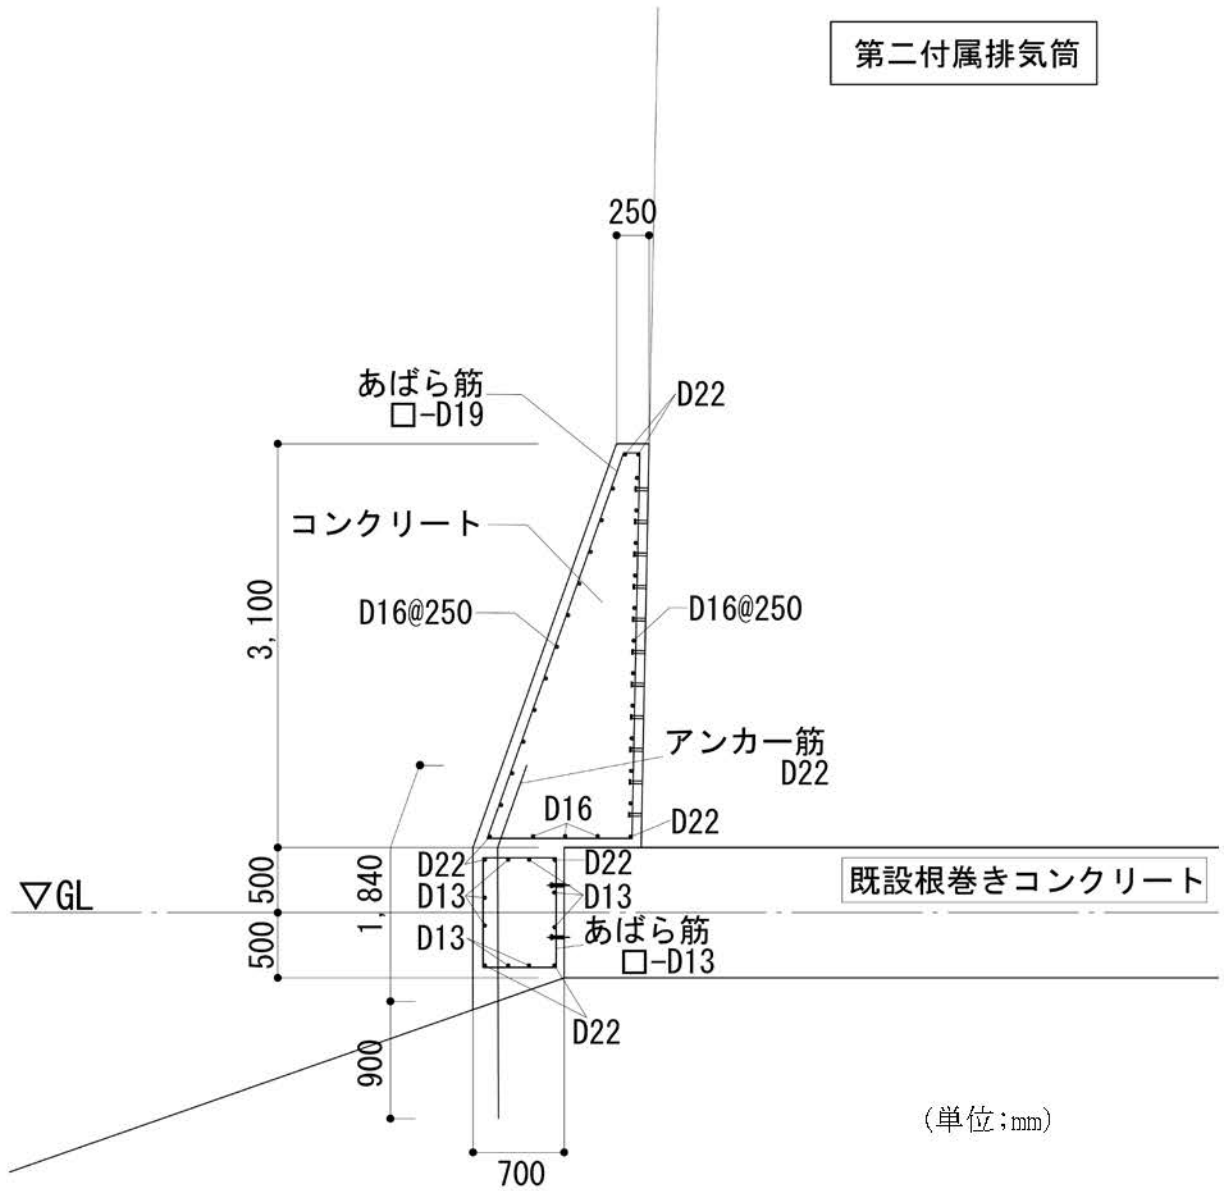 第二付属排気筒
250
あばら筋
□-D19
D22
コンクリート
D16@250
D16@250
3,100
アンカー筋
D22
D16
D22
D22
D22
既設根巻きコンクリート
500
1,840
D13
D13
▽GL
D13
あばら筋
□-D13
500
D22
900
(単位;mm)
700